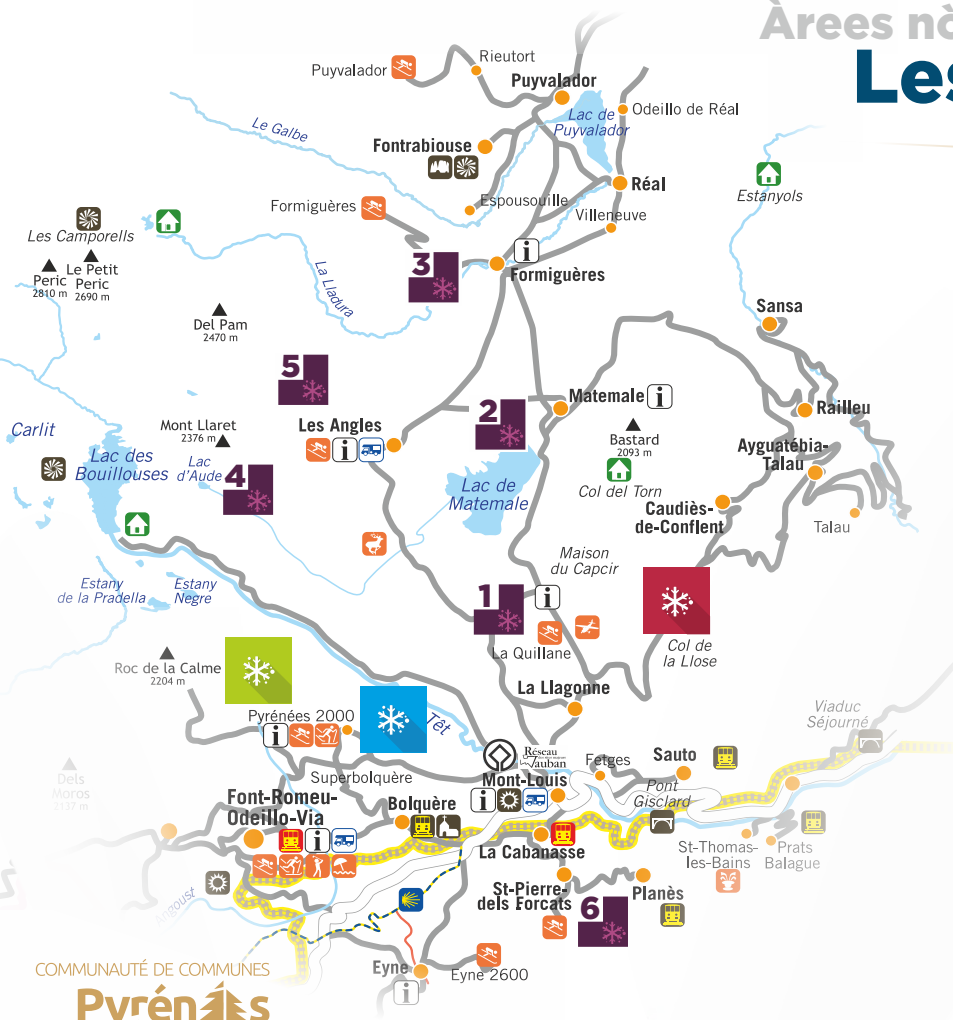 Àrees nò
Les
Puyvalador
Rieutort
Puyvalador
Odeillo de Réal
Lac de
Puyvalador
Le Galbe
Fontrabiouse
Réal
Estanyols
Espousouille
Formiguères
Villeneuve
Les Camporells
La Lladura
i
Formiguères
3
Peric
2810 m
Le Petit
Peric
2690 m
Del Pam
2470 m
Sansa
5
Matemale
i
2
Railleu
Carlit
Mont Llaret
2376 m
Les Angles
i
Bastard
2093 m
Ayguatébia-
Talau
Lac des
Bouillouses
Lac
d'Aude
4
Lac de
Matemale
Col del Torn
Caudiès-
de-Conflent
Talau
Maison
du Capcir
Estany
de la Pradella
Estany
Negre
1
i
La Quillane
Col de
la Llose
Roc de la Calme
2204 m
La Llagonne
Viaduc
Séjourné
Pyrénées 2000
i
Têt
Réseau
Vauban
Fetges
Sauto
Dels
Moros
2137 m
Superbolquère
Mont-Louis
i
Pont
Gisclard
Font-Romeu-
Odeillo-Via
i
Bolquère
La Cabanasse
St-Thomas-
les-Bains
Prats
Balague
St-Pierre-
dels Forcats
6
Planès
Angoust
Eyne
i
Eyne 2600
COMMUNAUTÉ DE COMMUNES
Pyrénées